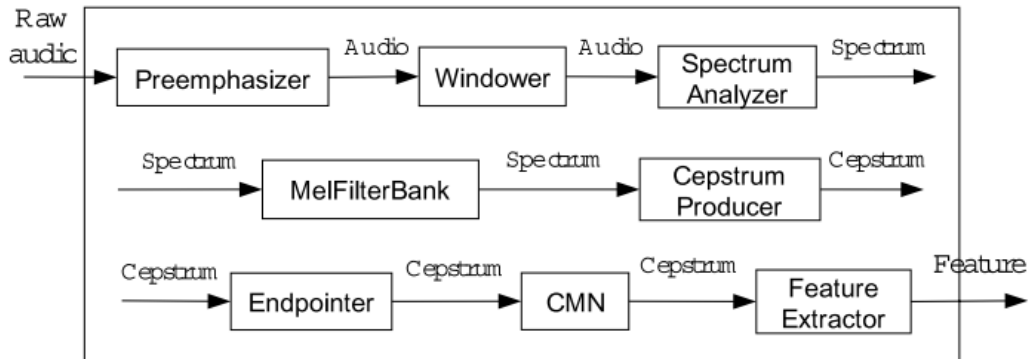 Raw
audio
Audio
Audio
Spectrum
Preemphasizer
Windower
Spectrum
Analyzer
Spectrum
Spectrum
Cepstrum
MelFilterBank
Cepstrum
Producer
Cepstrum
Cepstrum
Cepstrum
Feature
Endpointer
CMN
Feature
Extractor